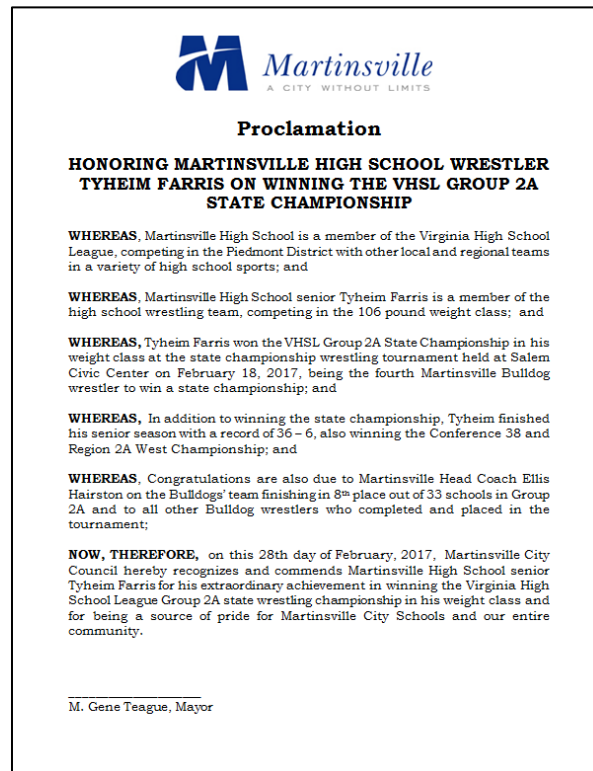 Martinsville
A CITY WITHOUT LIMITS
Proclamation
HONORING MARTINSVILLE HIGH SCHOOL WRESTLER
TYHEIM FARRIS ON WINNING THE VHSL GROUP 2A
STATE CHAMPIONSHIP
WHEREAS, Martinsville High School is a member of the Virginia High School
League, competing in the Piedmont District with other local and regional teams
in a variety of high school sports; and
WHEREAS, Martinsville High School senior Tyheim Farris is a member of the
high school wrestling team, competing in the 106 pound weight class; and
WHEREAS, Tyheim Farris won the VHSL Group 2A State Championship in his
weight class at the state championship wrestling tournament held at Salem
Civic Center on February 18, 2017, being the fourth Martinsville Bulldog
wrestler to win a state championship; and
WHEREAS, In addition to winning the state championship, Tyheim finished
his senior season with a record of 36 – 6, also winning the Conference 38 and
Region 2A West Championship; and
WHEREAS, Congratulations are also due to Martinsville Head Coach Ellis
Hairston on the Bulldogs' team finishing in 8th place out of 33 schools in Group
2A and to all other Bulldog wrestlers who completed and placed in the
tournament;
NOW, THEREFORE, on this 28th day of February, 2017, Martinsville City
Council hereby recognizes and commends Martinsville High School senior
Tyheim Farris for his extraordinary achievement in winning the Virginia High
School League Group 2A state wrestling championship in his weight class and
for being a source of pride for Martinsville City Schools and our entire
community.
M. Gene Teague, Mayor